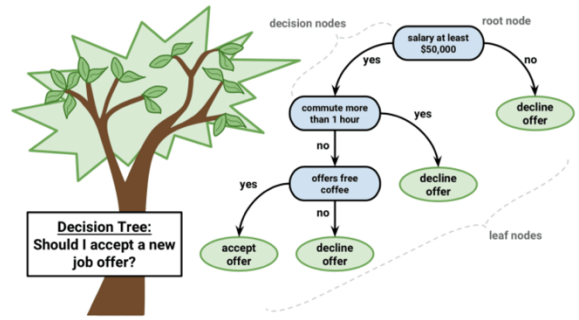 decision nodes
root node
salary at least
$50,000
yes
no
commute more
than 1 hour
yes
decline
offer
no
offers free
coffee
decline
offer
yes
no
accept
offer
decline
offer
leaf nodes
Decision Tree:
Should I accept a new
job offer?